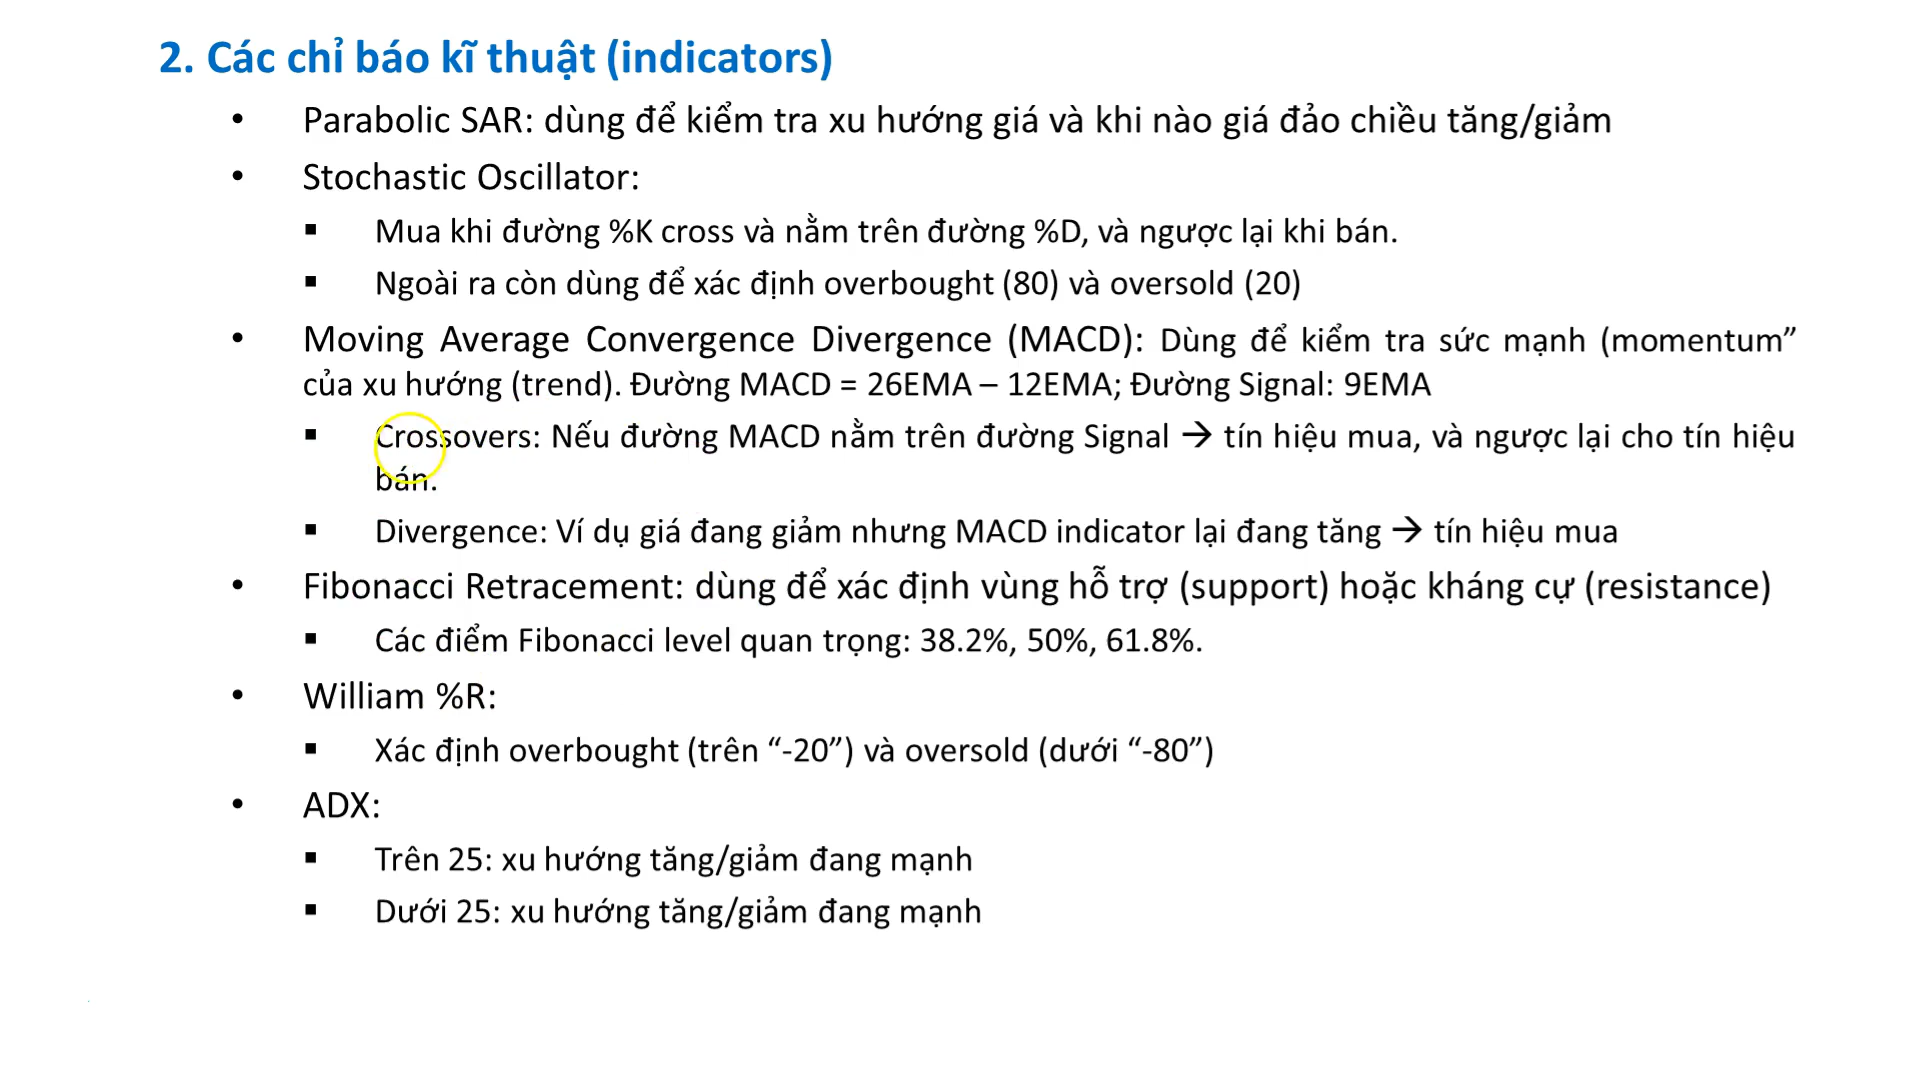 2. Các chỉ báo kĩ thuật (indicators)
• Parabolic SAR: dùng để kiểm tra xu hướng giá và khi nào giá đảo chiều tăng/giảm
• Stochastic Oscillator:
▪ Mua khi đường %K cross và nằm trên đường %D, và ngược lại khi bán.
▪ Ngoài ra còn dùng để xác định overbought (80) và oversold (20)
• Moving Average Convergence Divergence (MACD): Dùng để kiểm tra sức mạnh (momentum”
của xu hướng (trend). Đường MACD = 26EMA – 12EMA; Đường Signal: 9EMA
▪ Crossovers: Nếu đường MACD nằm trên đường Signal → tín hiệu mua, và ngược lại cho tín hiệu
bán.
▪ Divergence: Ví dụ giá đang giảm nhưng MACD indicator lại đang tăng → tín hiệu mua
• Fibonacci Retracement: dùng để xác định vùng hỗ trợ (support) hoặc kháng cự (resistance)
▪ Các điểm Fibonacci level quan trọng: 38.2%, 50%, 61.8%.
• William %R:
▪ Xác định overbought (trên “-20”) và oversold (dưới “-80”)
• ADX:
▪ Trên 25: xu hướng tăng/giảm đang mạnh
▪ Dưới 25: xu hướng tăng/giảm đang mạnh